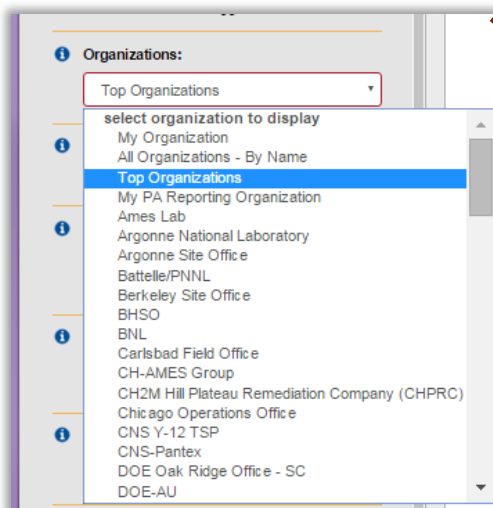 Organizations:
Top Organizations
select organization to display
My Organization
All Organizations - By Name
Top Organizations
My PA Reporting Organization
Ames Lab
Argonne National Laboratory
Argonne Site Office
Battelle/PNNL
Berkeley Site Office
BHSO
BNL
Carlsbad Field Office
CH-AMES Group
CH2M Hill Plateau Remediation Company (CHPRC)
Chicago Operations Office
CNS Y-12 TSP
CNS-Pantex
DOE Oak Ridge Office - SC
DOE-AU